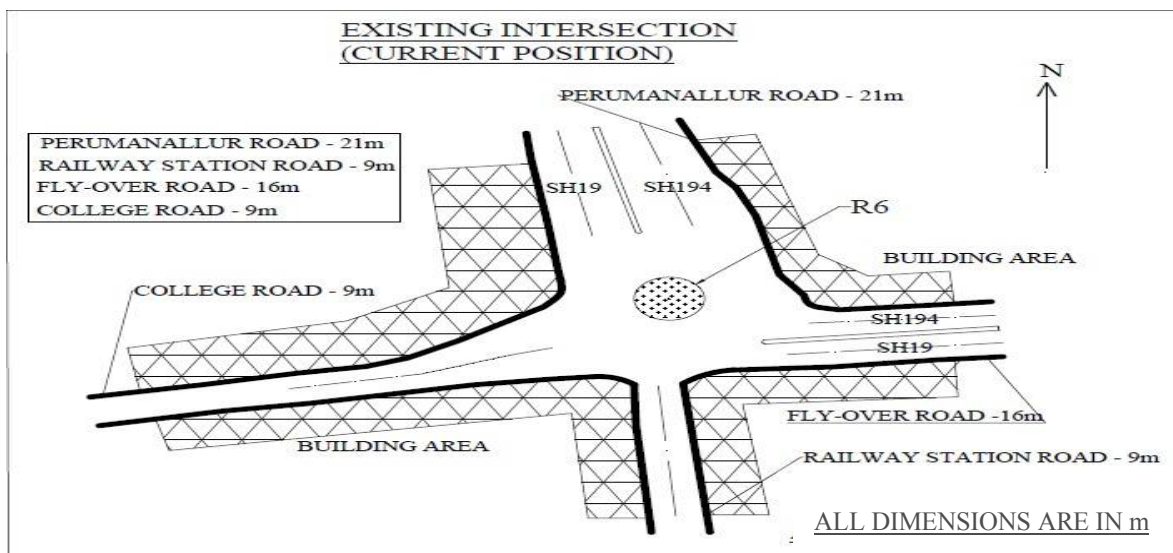 EXISTING INTERSECTION
(CURRENT POSITION)
N
PERUMANALLUR ROAD - 21m
PERUMANALLUR ROAD - 21m
RAILWAY STATION ROAD - 9m
FLY-OVER ROAD - 16m
COLLEGE ROAD - 9m
SH19
SH194
R6
BUILDING AREA
COLLEGE ROAD - 9m
SH194
SH19
FLY-OVER ROAD -16m
BUILDING AREA
RAILWAY STATION ROAD - 9m
ALL DIMENSIONS ARE IN m